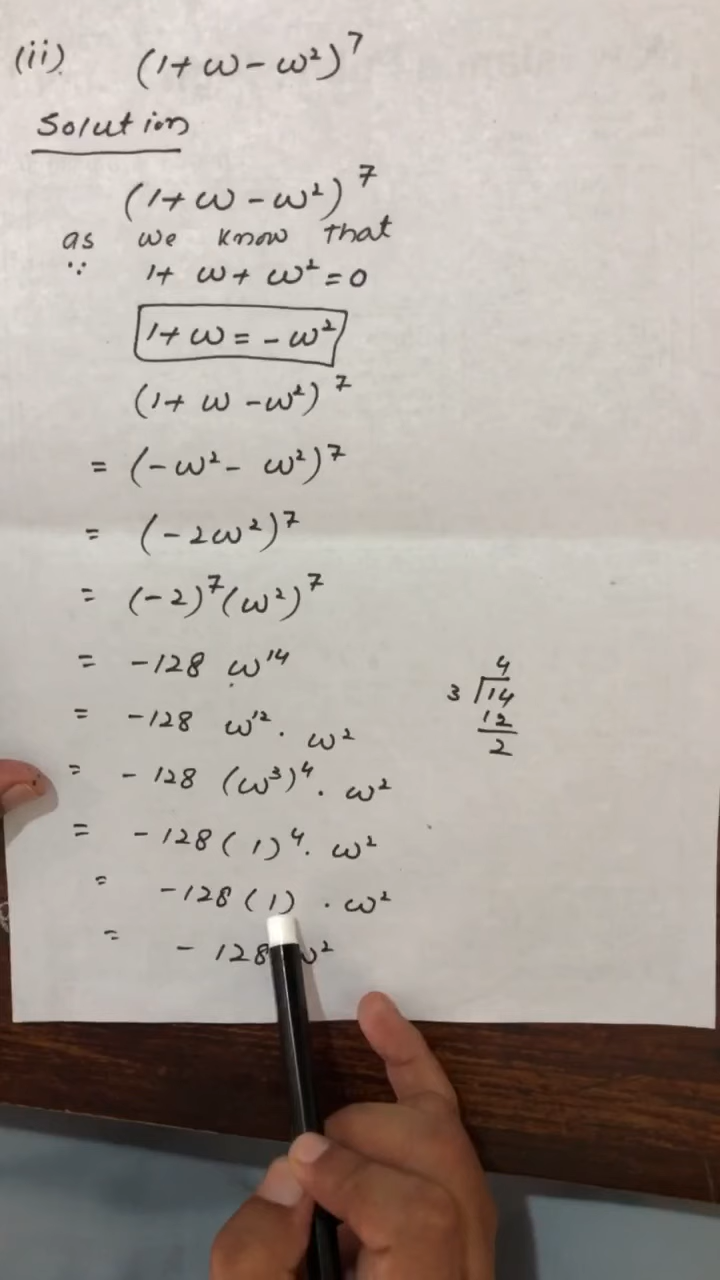 (ii). (1+ω-ω²)⁷
Solution
(1+ω-ω²)⁷
as we know that
∵ 1+ ω+ ω²=0
1+ω=-ω²
(1+ ω -ω²)⁷
= (-ω²- ω²)⁷
= (-2ω²)⁷
= (-2)⁷(ω²)⁷
= -128 ω¹⁴
4
3 14
= -128 ω¹². ω²
12
2
= -128 (ω³)⁴. ω²
= -128(1)⁴. ω²
= -128(1) . ω²
= -128 ω²